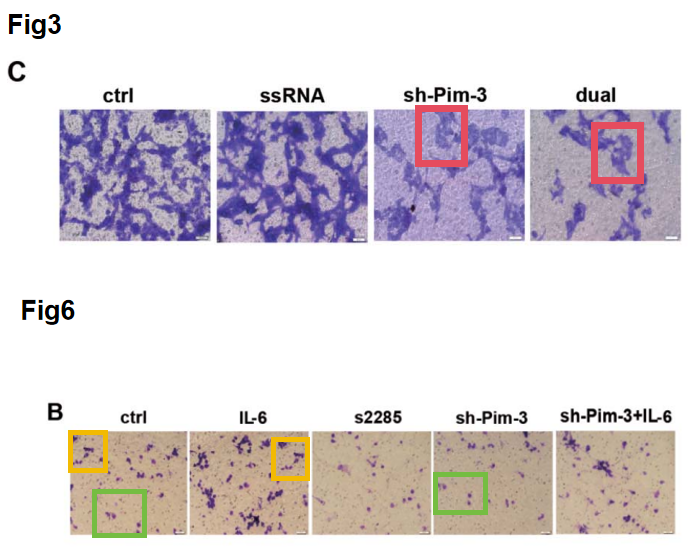 Fig3
C
ctrl ssRNA sh-Pim-3 dual
Fig6
B
ctrl IL-6 s2285 sh-Pim-3 sh-Pim-3+IL-6